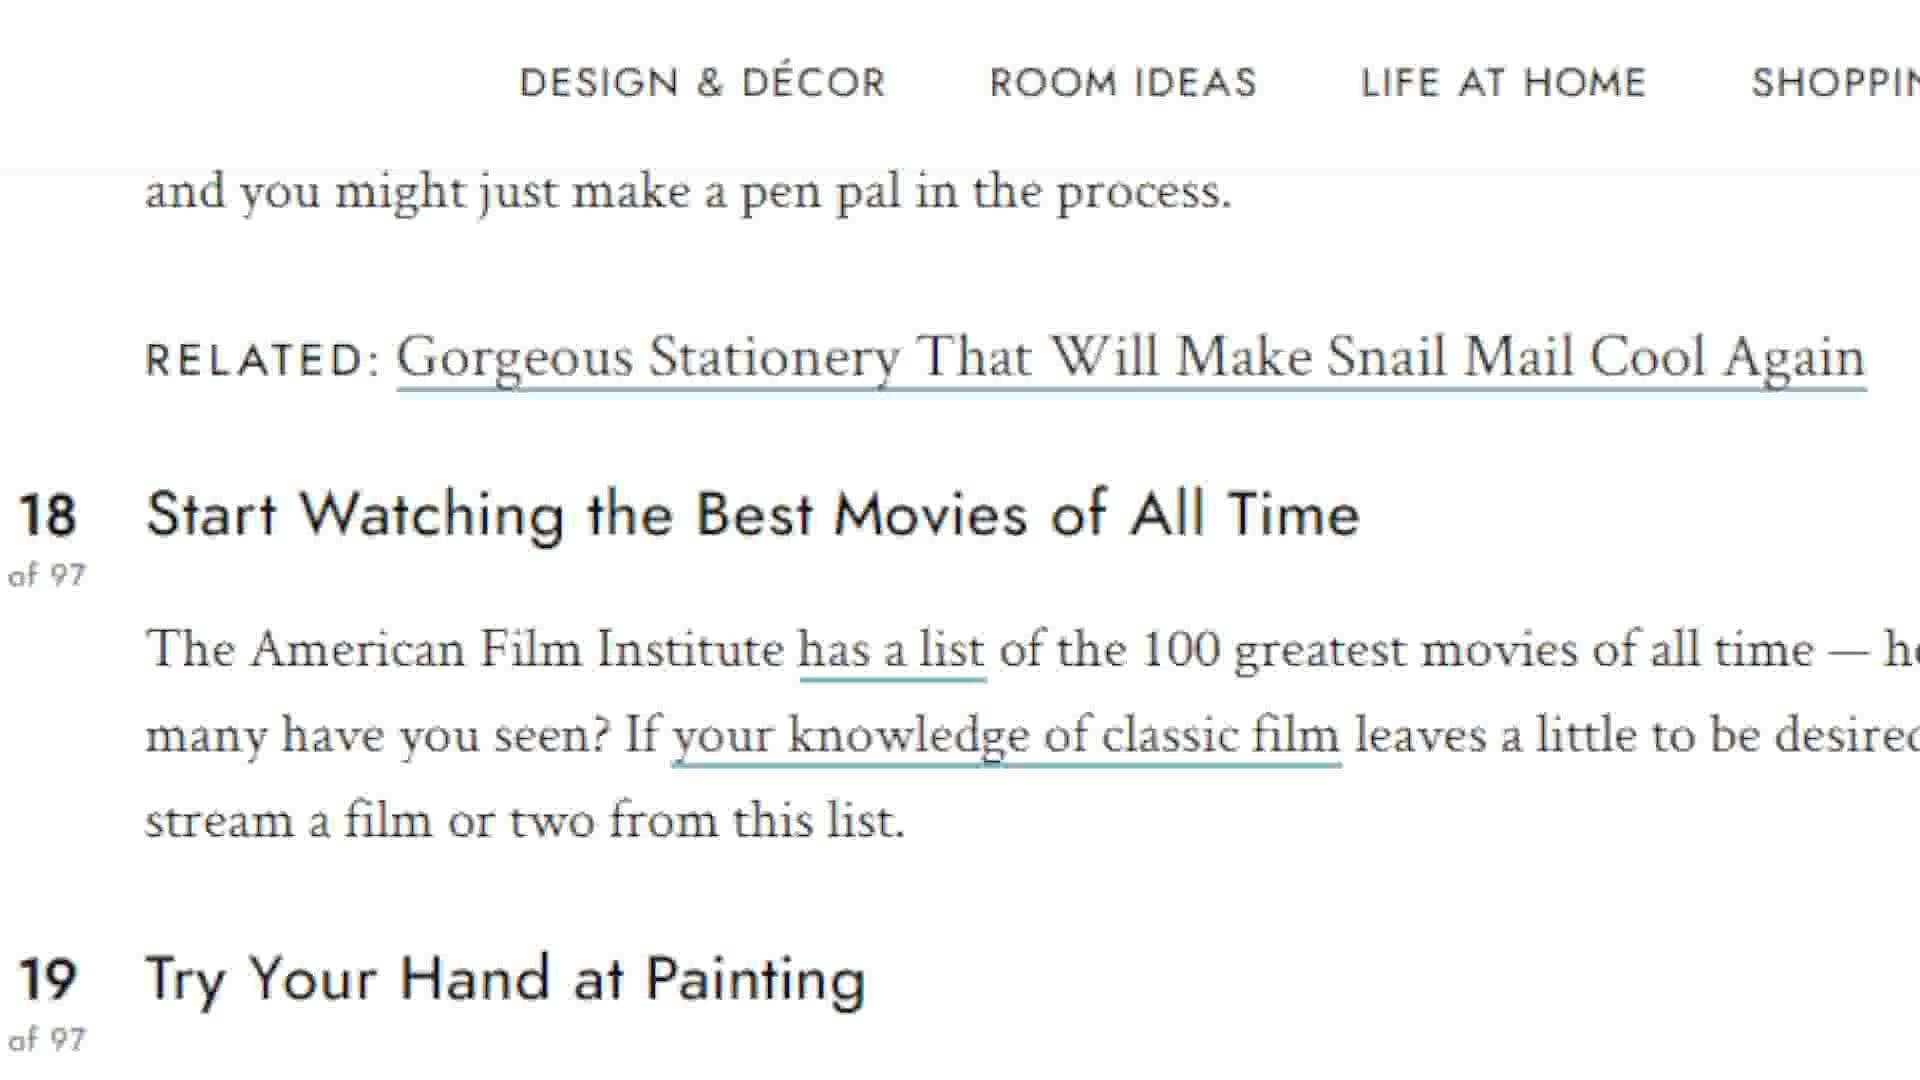 DESIGN & DÉCOR ROOM IDEAS LIFE AT HOME
and you might just make a pen pal in the process.
RELATED: Gorgeous Stationery That Will Make Snail Mail Cool Again
18 Start Watching the Best Movies of All Time
of 97
The American Film Institute has a list of the 100 greatest movies of all time —
many have you seen? If your knowledge of classic film leaves a little to be
stream a film or two from this list.
19 Try Your Hand at Painting
of 97